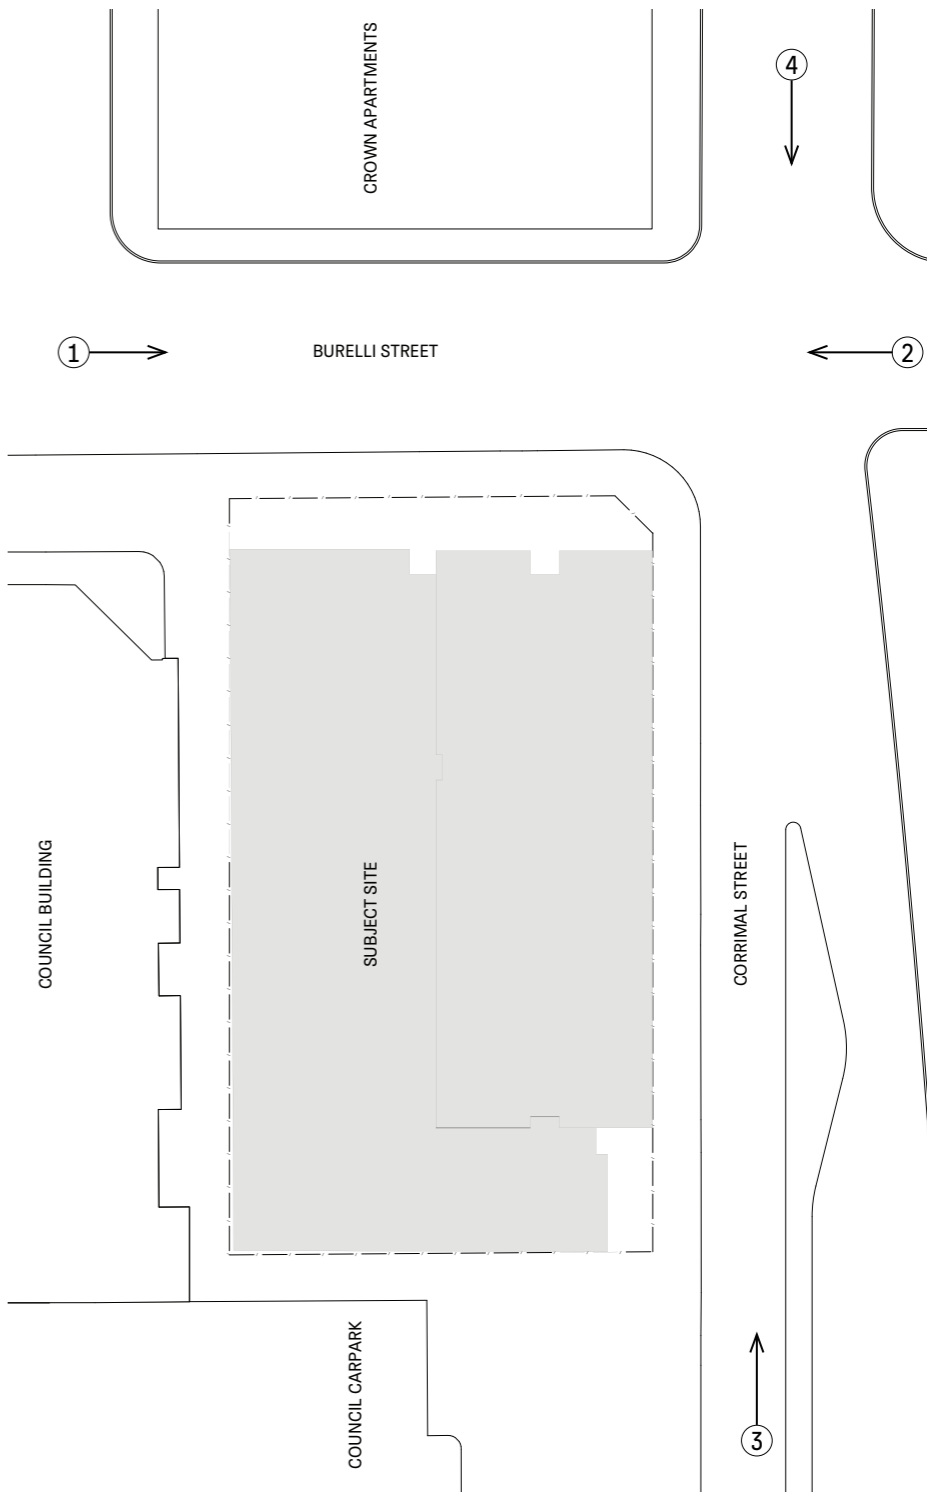 CROWN APARTMENTS
4
1
BURELLI STREET
2
COUNCIL BUILDING
SUBJECT SITE
CORRIMAL STREET
COUNCIL CARPARK
3